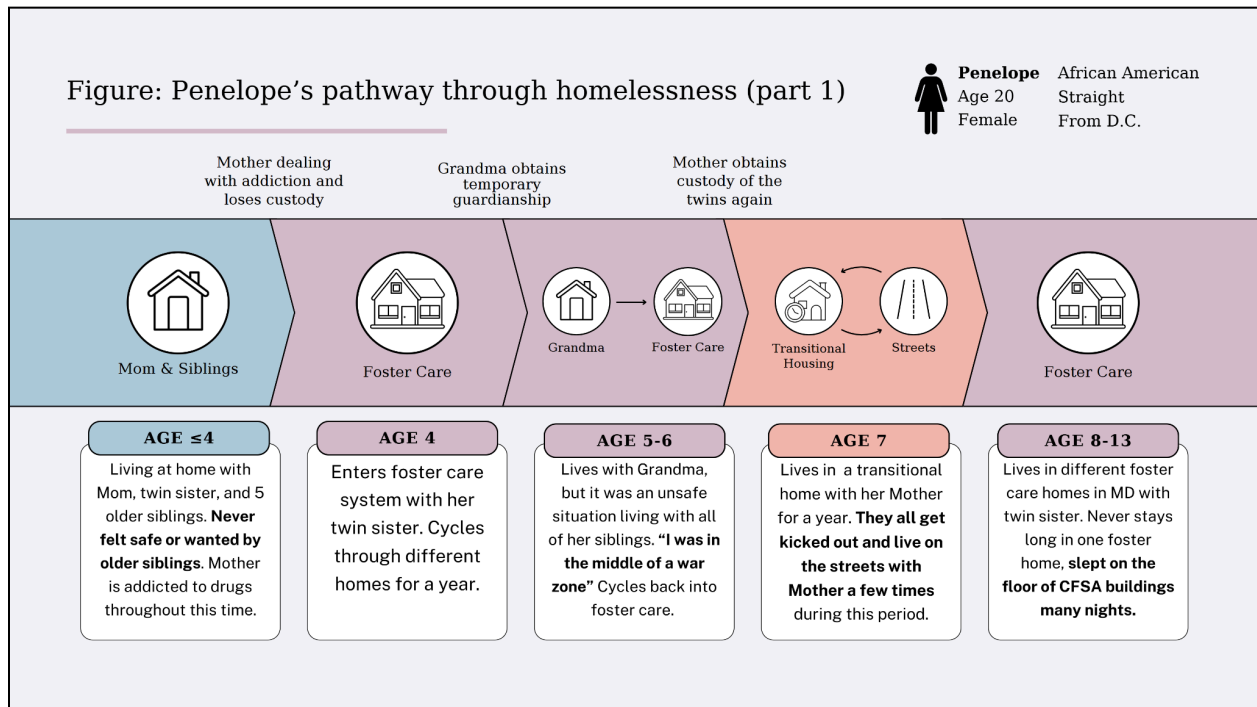 Figure: Penelope’s pathway through homelessness (part 1)
Penelope
Age 20
Female
African American
Straight
From D.C.
Mother dealing
with addiction and
loses custody
Grandma obtains
temporary
guardianship
Mother obtains
custody of the
twins again
Mom & Siblings
Foster Care
Grandma
Foster Care
Transitional
Housing
Streets
Foster Care
AGE ≤4
Living at home with
Mom, twin sister, and 5
older siblings. Never
felt safe or wanted by
older siblings. Mother
is addicted to drugs
throughout this time.
AGE 4
Enters foster care
system with her
twin sister. Cycles
through different
homes for a year.
AGE 5-6
Lives with Grandma,
but it was an unsafe
situation living with all
of her siblings. “I was in
the middle of a war
zone” Cycles back into
foster care.
AGE 7
Lives in a transitional
home with her Mother
for a year. They all get
kicked out and live on
the streets with
Mother a few times
during this period.
AGE 8-13
Lives in different foster
care homes in MD with
twin sister. Never stays
long in one foster
home, slept on the
floor of CFSA buildings
many nights.